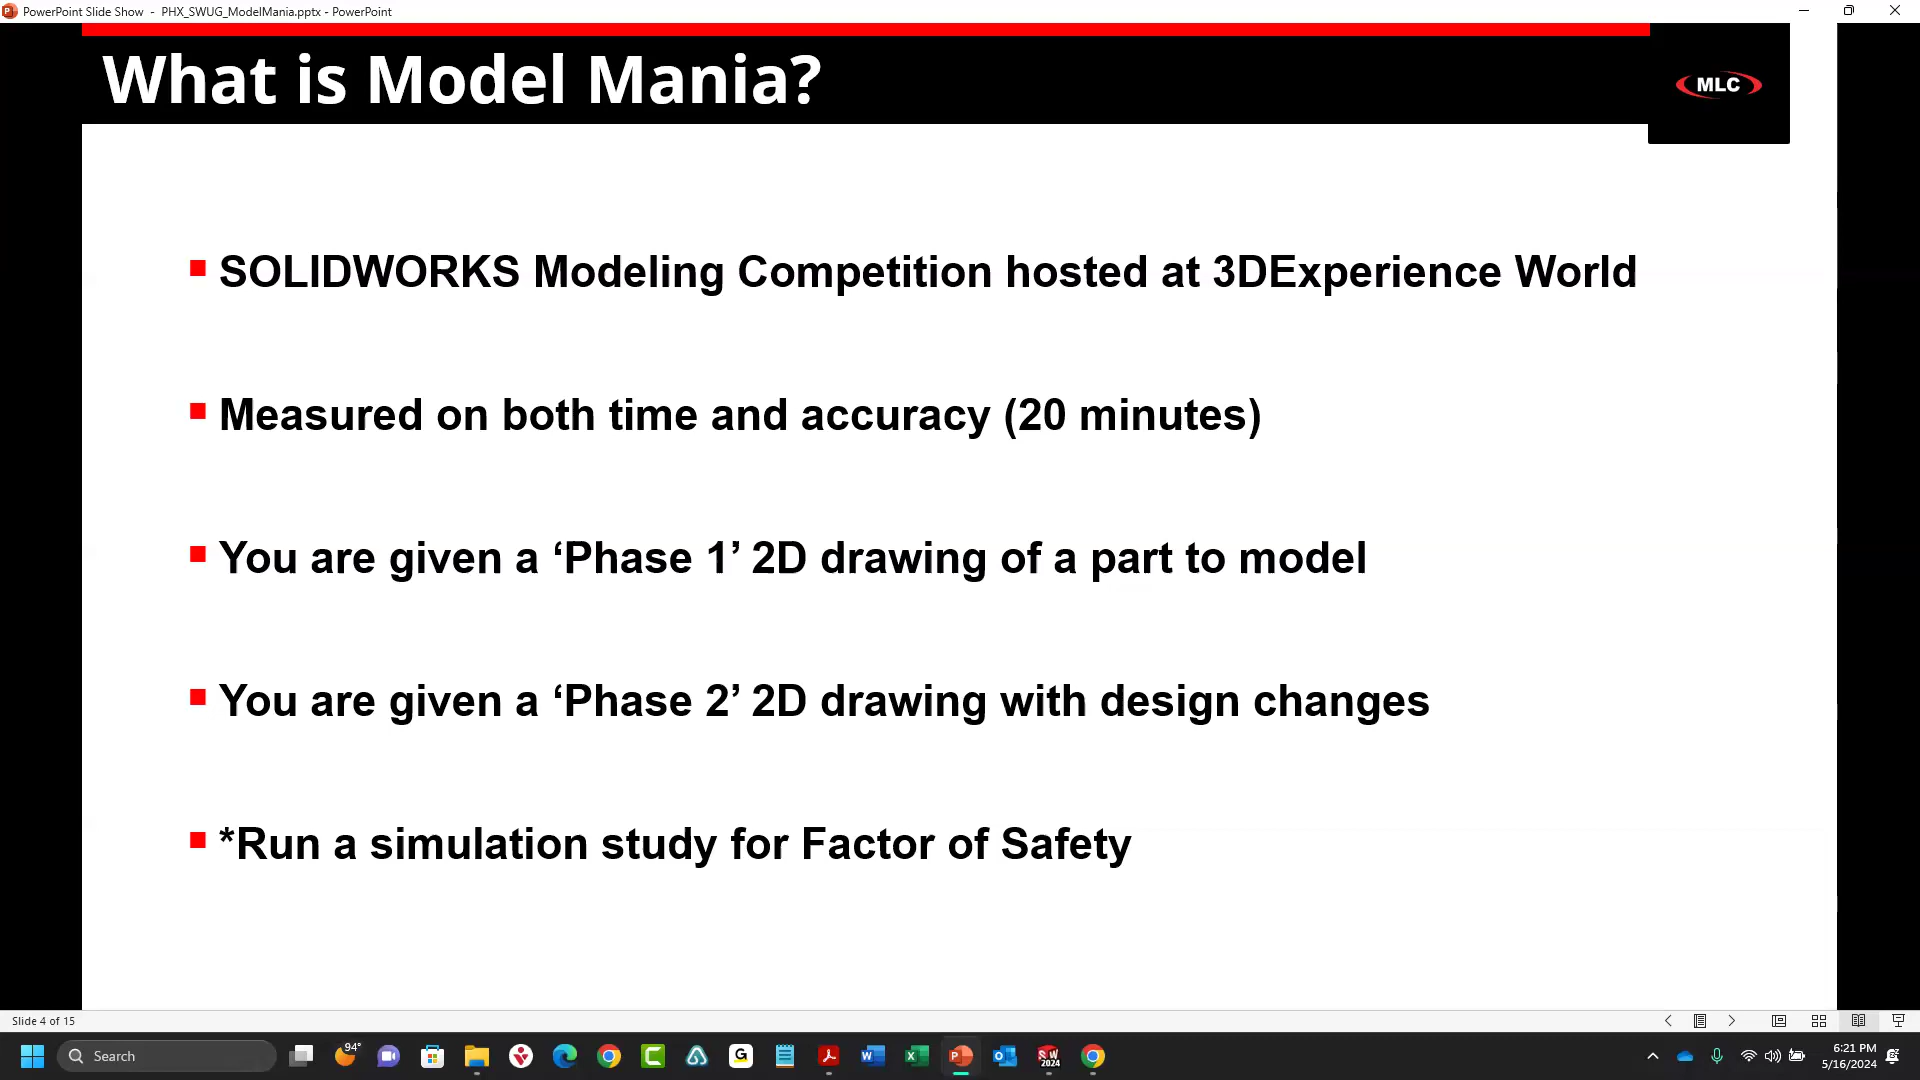 PowerPoint Slide Show - PHX_SWUG_ModelMania.pptx - PowerPoint
What is Model Mania?
MLC
SOLIDWORKS Modeling Competition hosted at 3DExperience World
Measured on both time and accuracy (20 minutes)
You are given a ‘Phase 1’ 2D drawing of a part to model
You are given a ‘Phase 2’ 2D drawing with design changes
*Run a simulation study for Factor of Safety
Slide 4 of 15
Search
94°
SW
2024
6:21 PM
5/16/2024